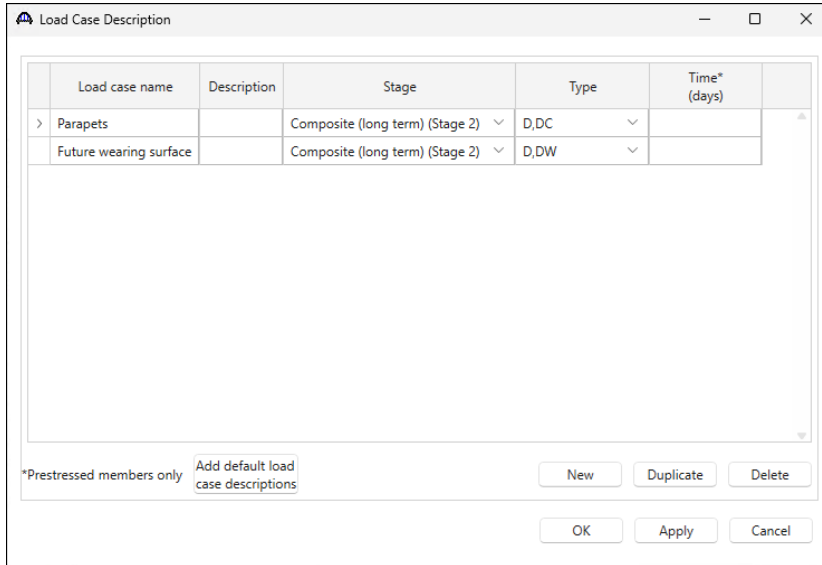 Load Case Description
Load case name Description Stage Type Time*
(days)
Parapets Composite (long term) (Stage 2) D,DC
Future wearing surface Composite (long term) (Stage 2) D,DW
*Prestressed members only Add default load
case descriptions New Duplicate Delete
OK Apply Cancel